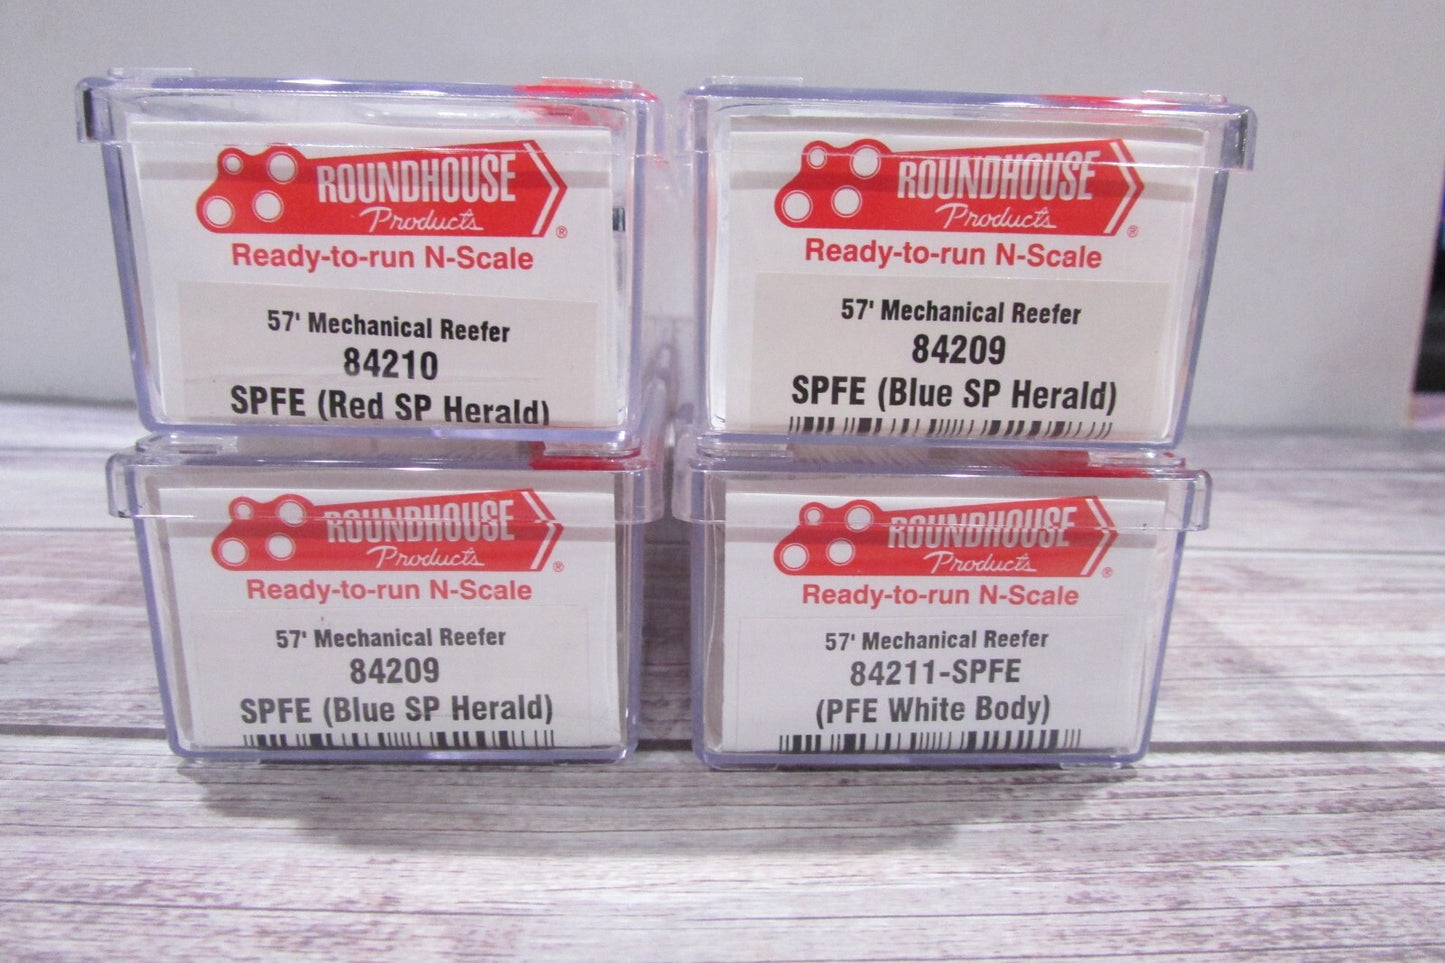 ROUNDHOUSE
Products
®
Ready-to-run N-Scale
57' Mechanical Reefer
84210
SPFE (Red SP Herald)
ROUNDHOUSE
Products
®
Ready-to-run N-Scale
57' Mechanical Reefer
84209
SPFE (Blue SP Herald)
ROUNDHOUSE
Products
®
Ready-to-run N-Scale
57' Mechanical Reefer
84209
SPFE (Blue SP Herald)
ROUNDHOUSE
Products
®
Ready-to-run N-Scale
57' Mechanical Reefer
84211-SPFE
(PFE White Body)